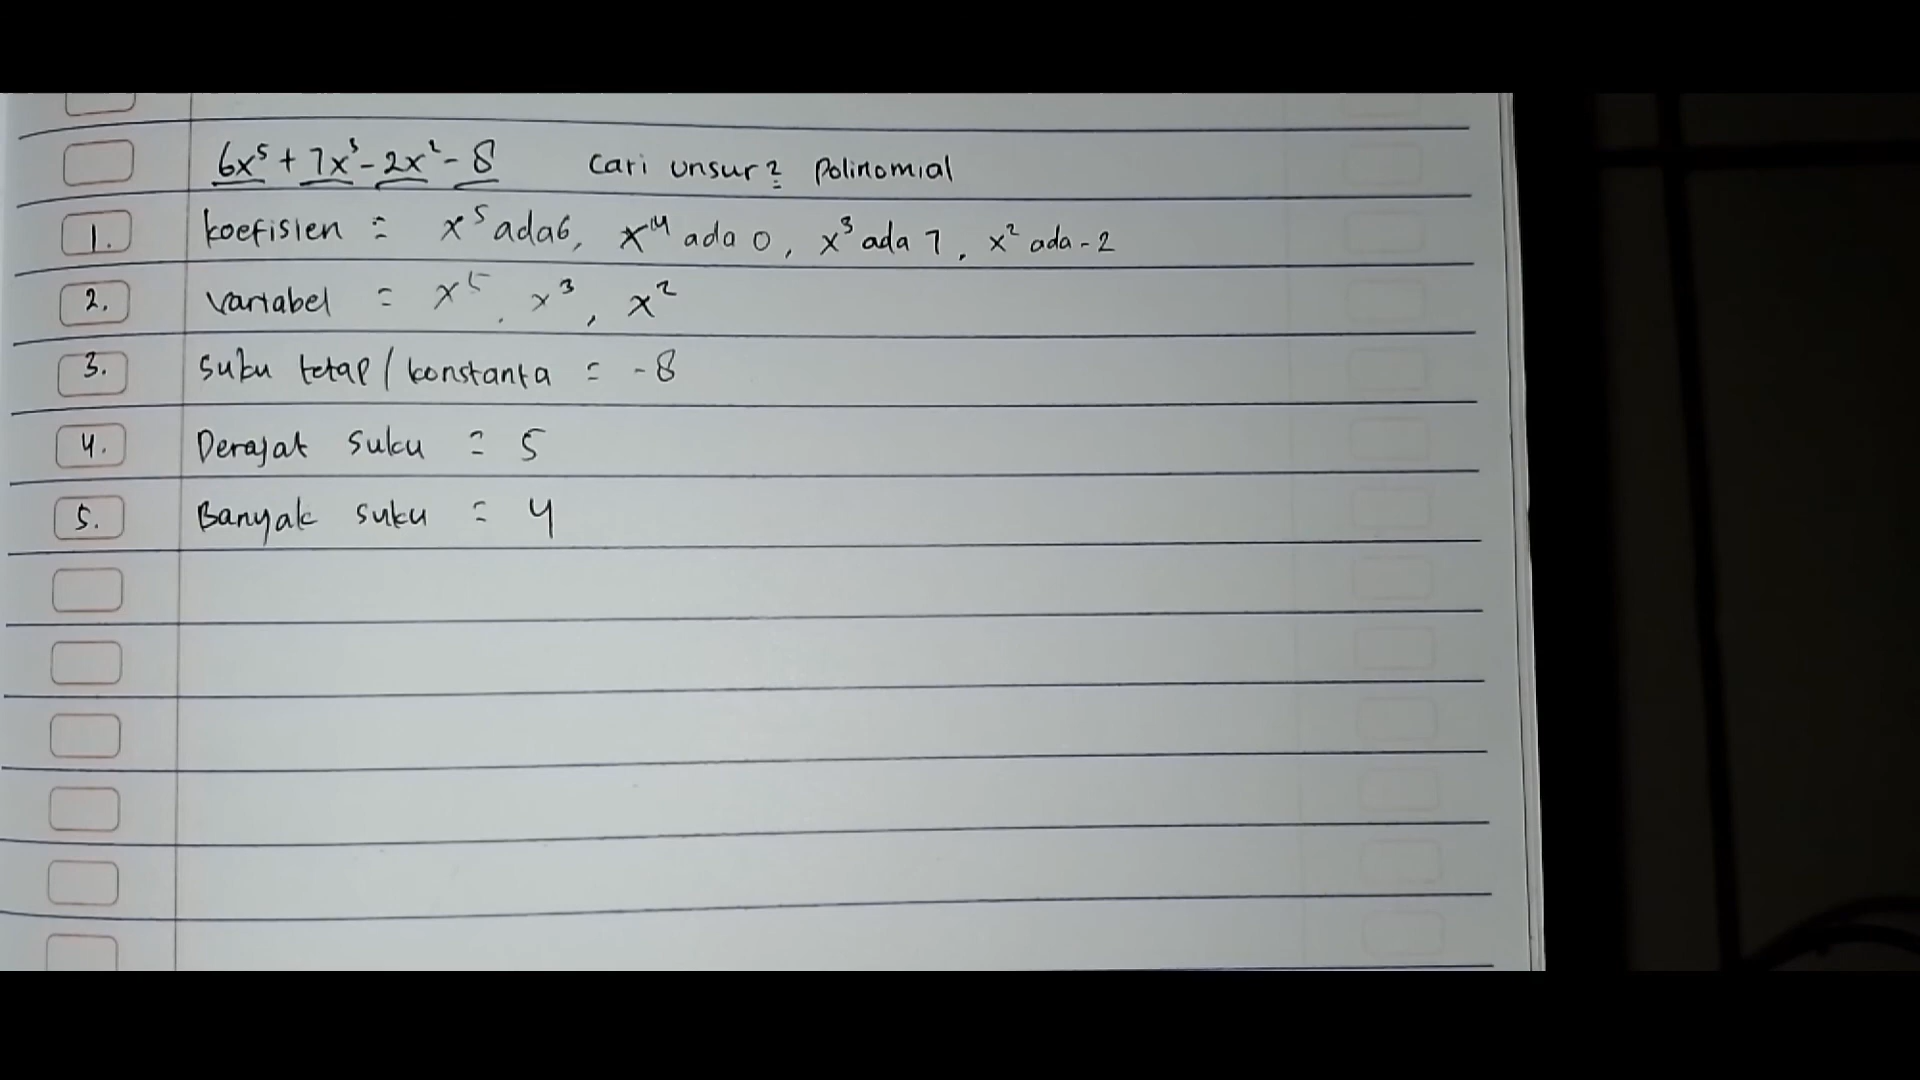 6x⁵ + 7x³ - 2x² - 8 Cari unsur2 Polinomial
1. koefisien = x⁵ ada 6, x⁴ ada 0, x³ ada 7, x² ada -2
2. Variabel = x⁵, x³, x²
3. Suku tetap / konstanta = -8
4. Derajat suku = 5
5. Banyak suku = 4